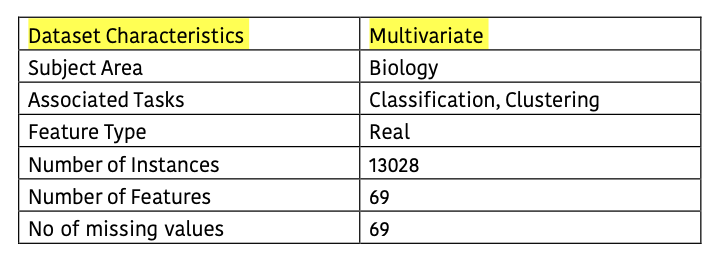 Dataset Characteristics Multivariate
Subject Area Biology
Associated Tasks Classification, Clustering
Feature Type Real
Number of Instances 13028
Number of Features 69
No of missing values 69